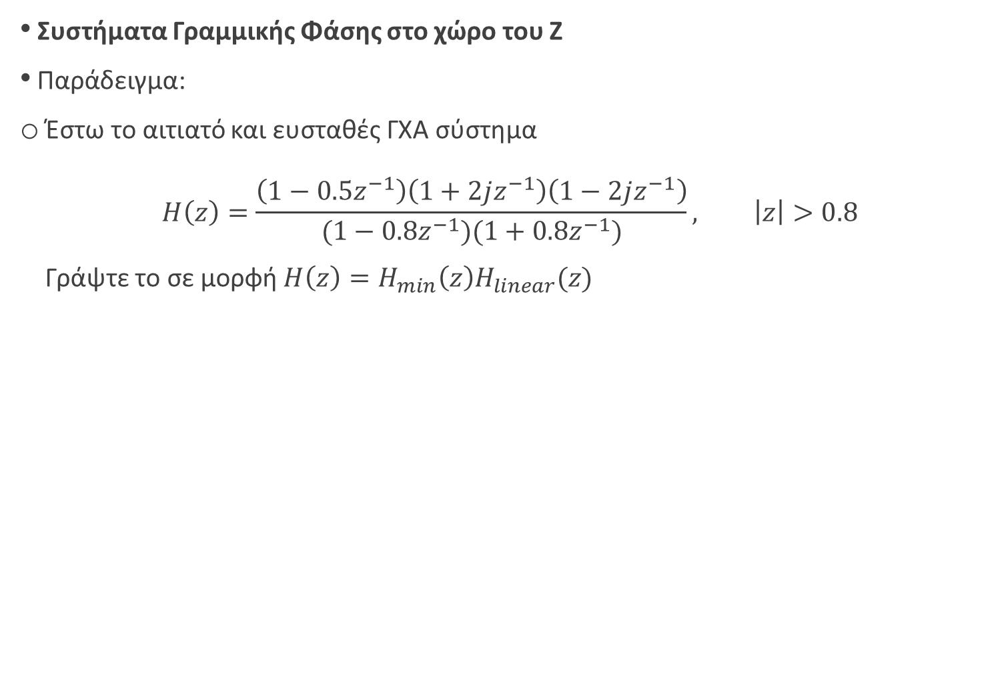 • Συστήματα Γραμμικής Φάσης στο χώρο του Ζ
• Παράδειγμα:
○ Έστω το αιτιατό και ευσταθές ΓΧΑ σύστημα
H(z) = \frac{(1 − 0.5z^{−1})(1 + 2jz^{−1})(1 − 2jz^{−1})}{(1 − 0.8z^{−1})(1 + 0.8z^{−1})}, |z| > 0.8
Γράψτε το σε μορφή H(z) = H_{min}(z)H_{linear}(z)